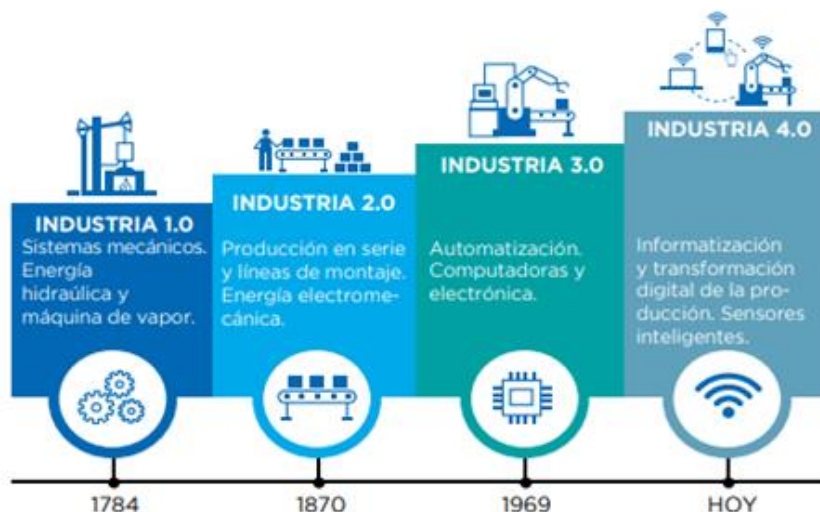 INDUSTRIA 1.0
Sistemas mecánicos.
Energía
hidraúlica y
máquina de vapor.
INDUSTRIA 2.0
Producción en serie
y líneas de montaje.
Energía electrome-
cánica.
INDUSTRIA 3.0
Automatización.
Computadoras y
electrónica.
INDUSTRIA 4.0
Informatización
y transformación
digital de la pro-
ducción. Sensores
inteligentes.
1784
1870
1969
HOY